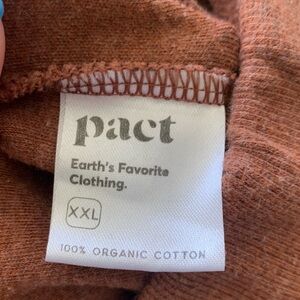 pact
Earth's Favorite
Clothing.
XXL
100% ORGANIC COTTON